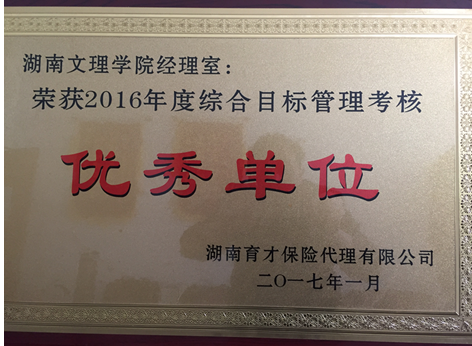 湖南文理学院经理室：
荣获2016年度综合目标管理考核
优秀单位
湖南育才保险代理有限公司
二〇一七年一月